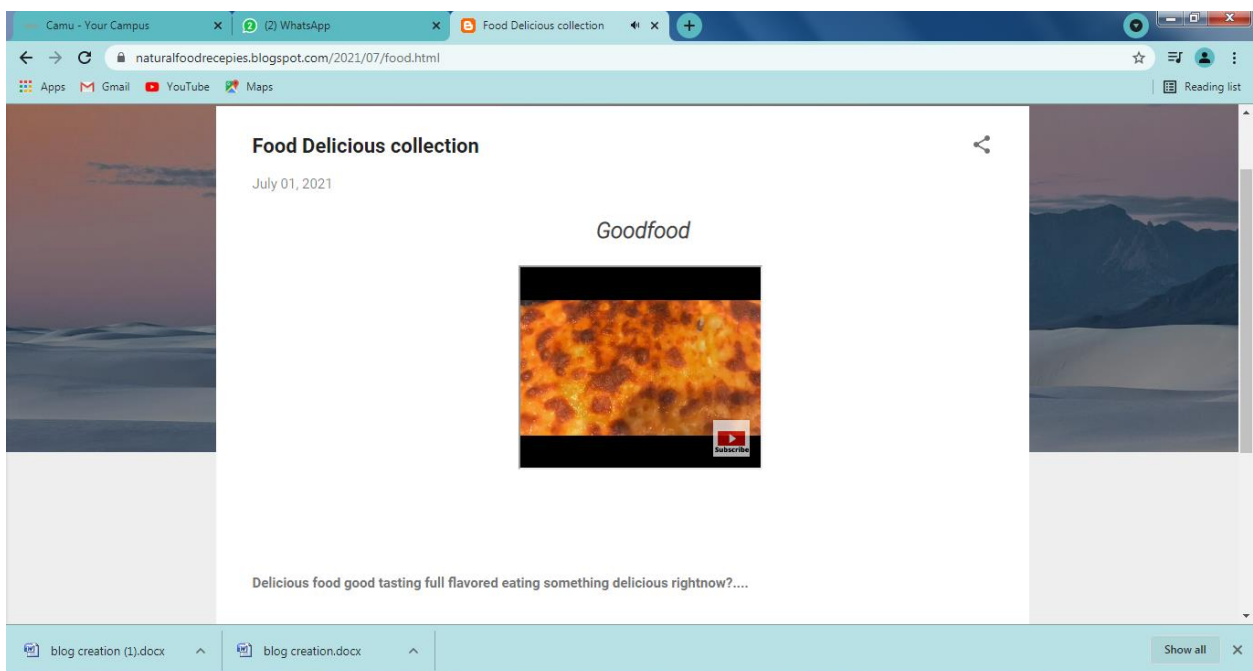 Camu - Your Campus
(2) WhatsApp
Food Delicious collection
naturalfoodrecepies.blogspot.com/2021/07/food.html
Apps Gmail YouTube Maps Reading list
Food Delicious collection
July 01, 2021
Goodfood
Subscribe
Delicious food good tasting full flavored eating something delicious rightnow?....
blog creation (1).docx blog creation.docx Show all